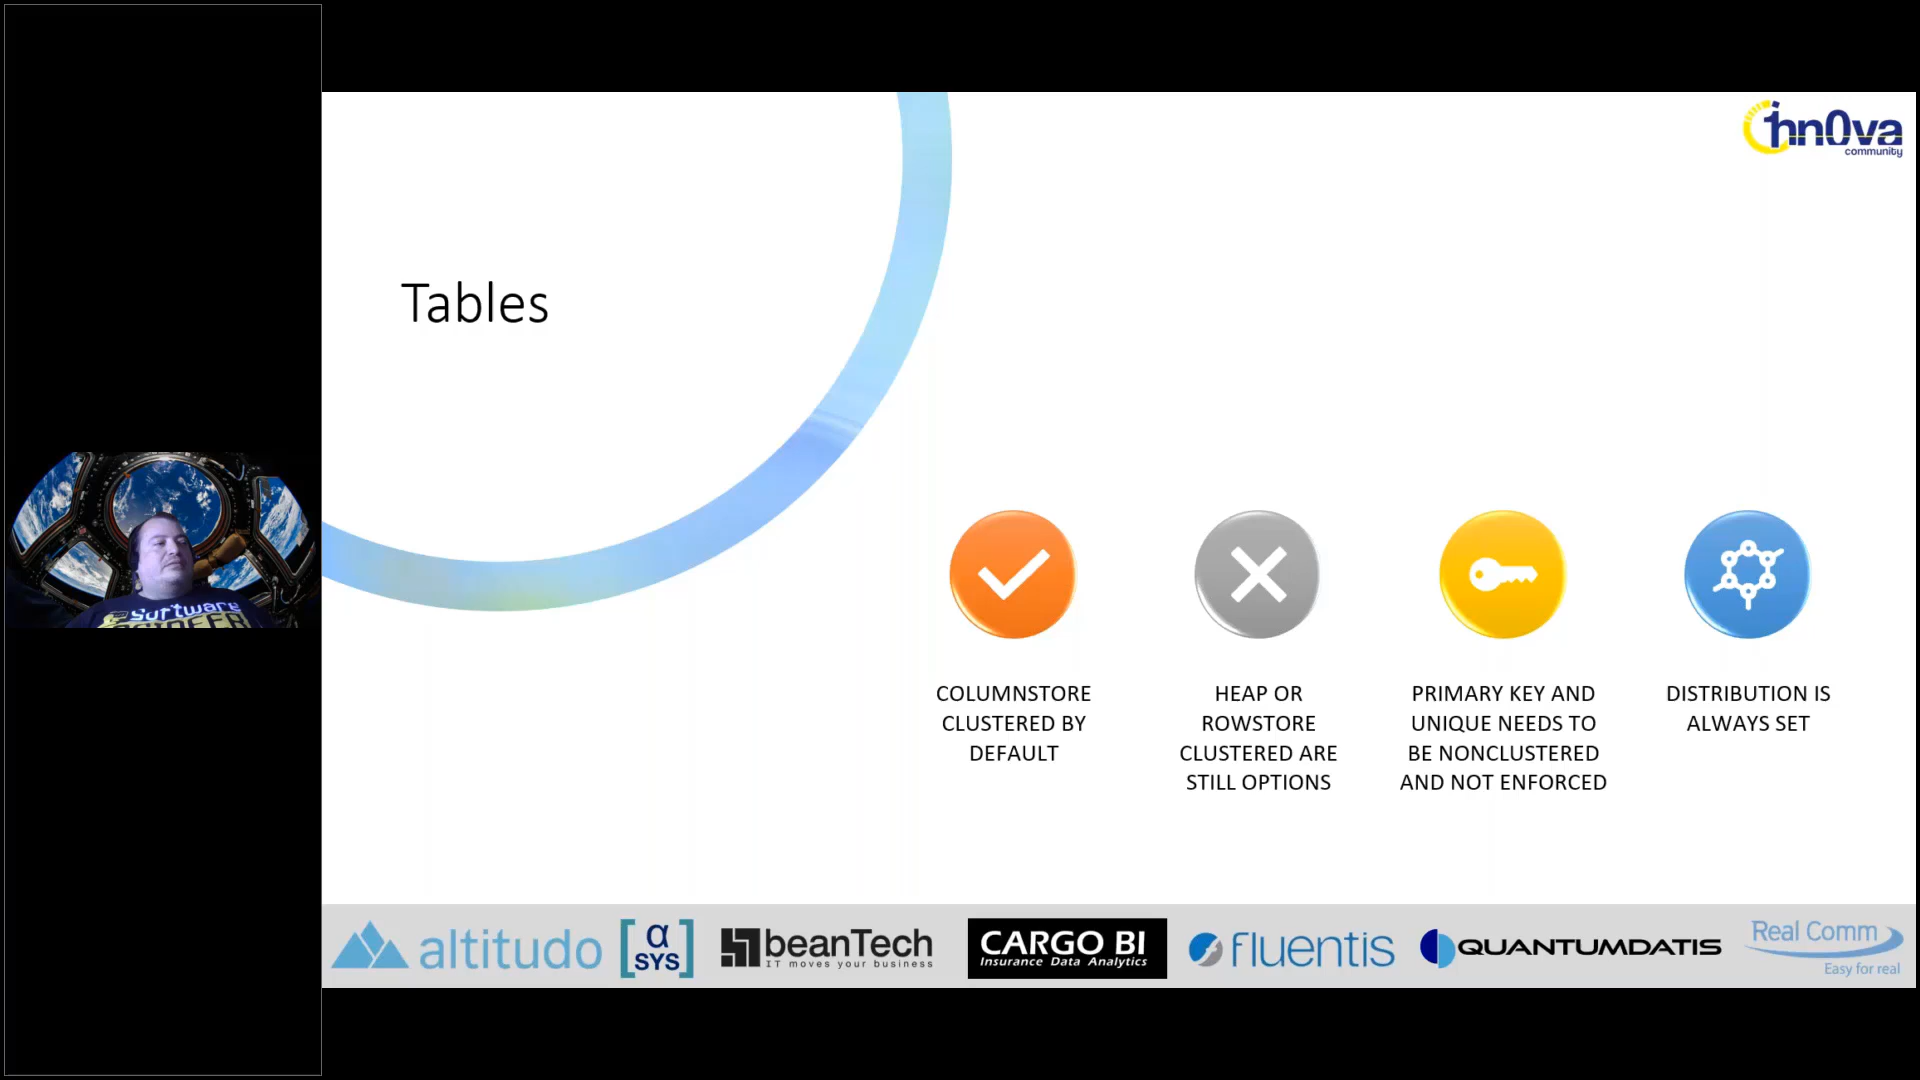 1nn0va
community
Tables
COLUMNSTORE
CLUSTERED BY
DEFAULT
HEAP OR
ROWSTORE
CLUSTERED ARE
STILL OPTIONS
PRIMARY KEY AND
UNIQUE NEEDS TO
BE NONCLUSTERED
AND NOT ENFORCED
DISTRIBUTION IS
ALWAYS SET
Software
altitudo
α
SYS
beanTech
IT moves your business
CARGO BI
Insurance Data Analytics
fluentis
QUANTUMDATIS
Real Comm
Easy for real